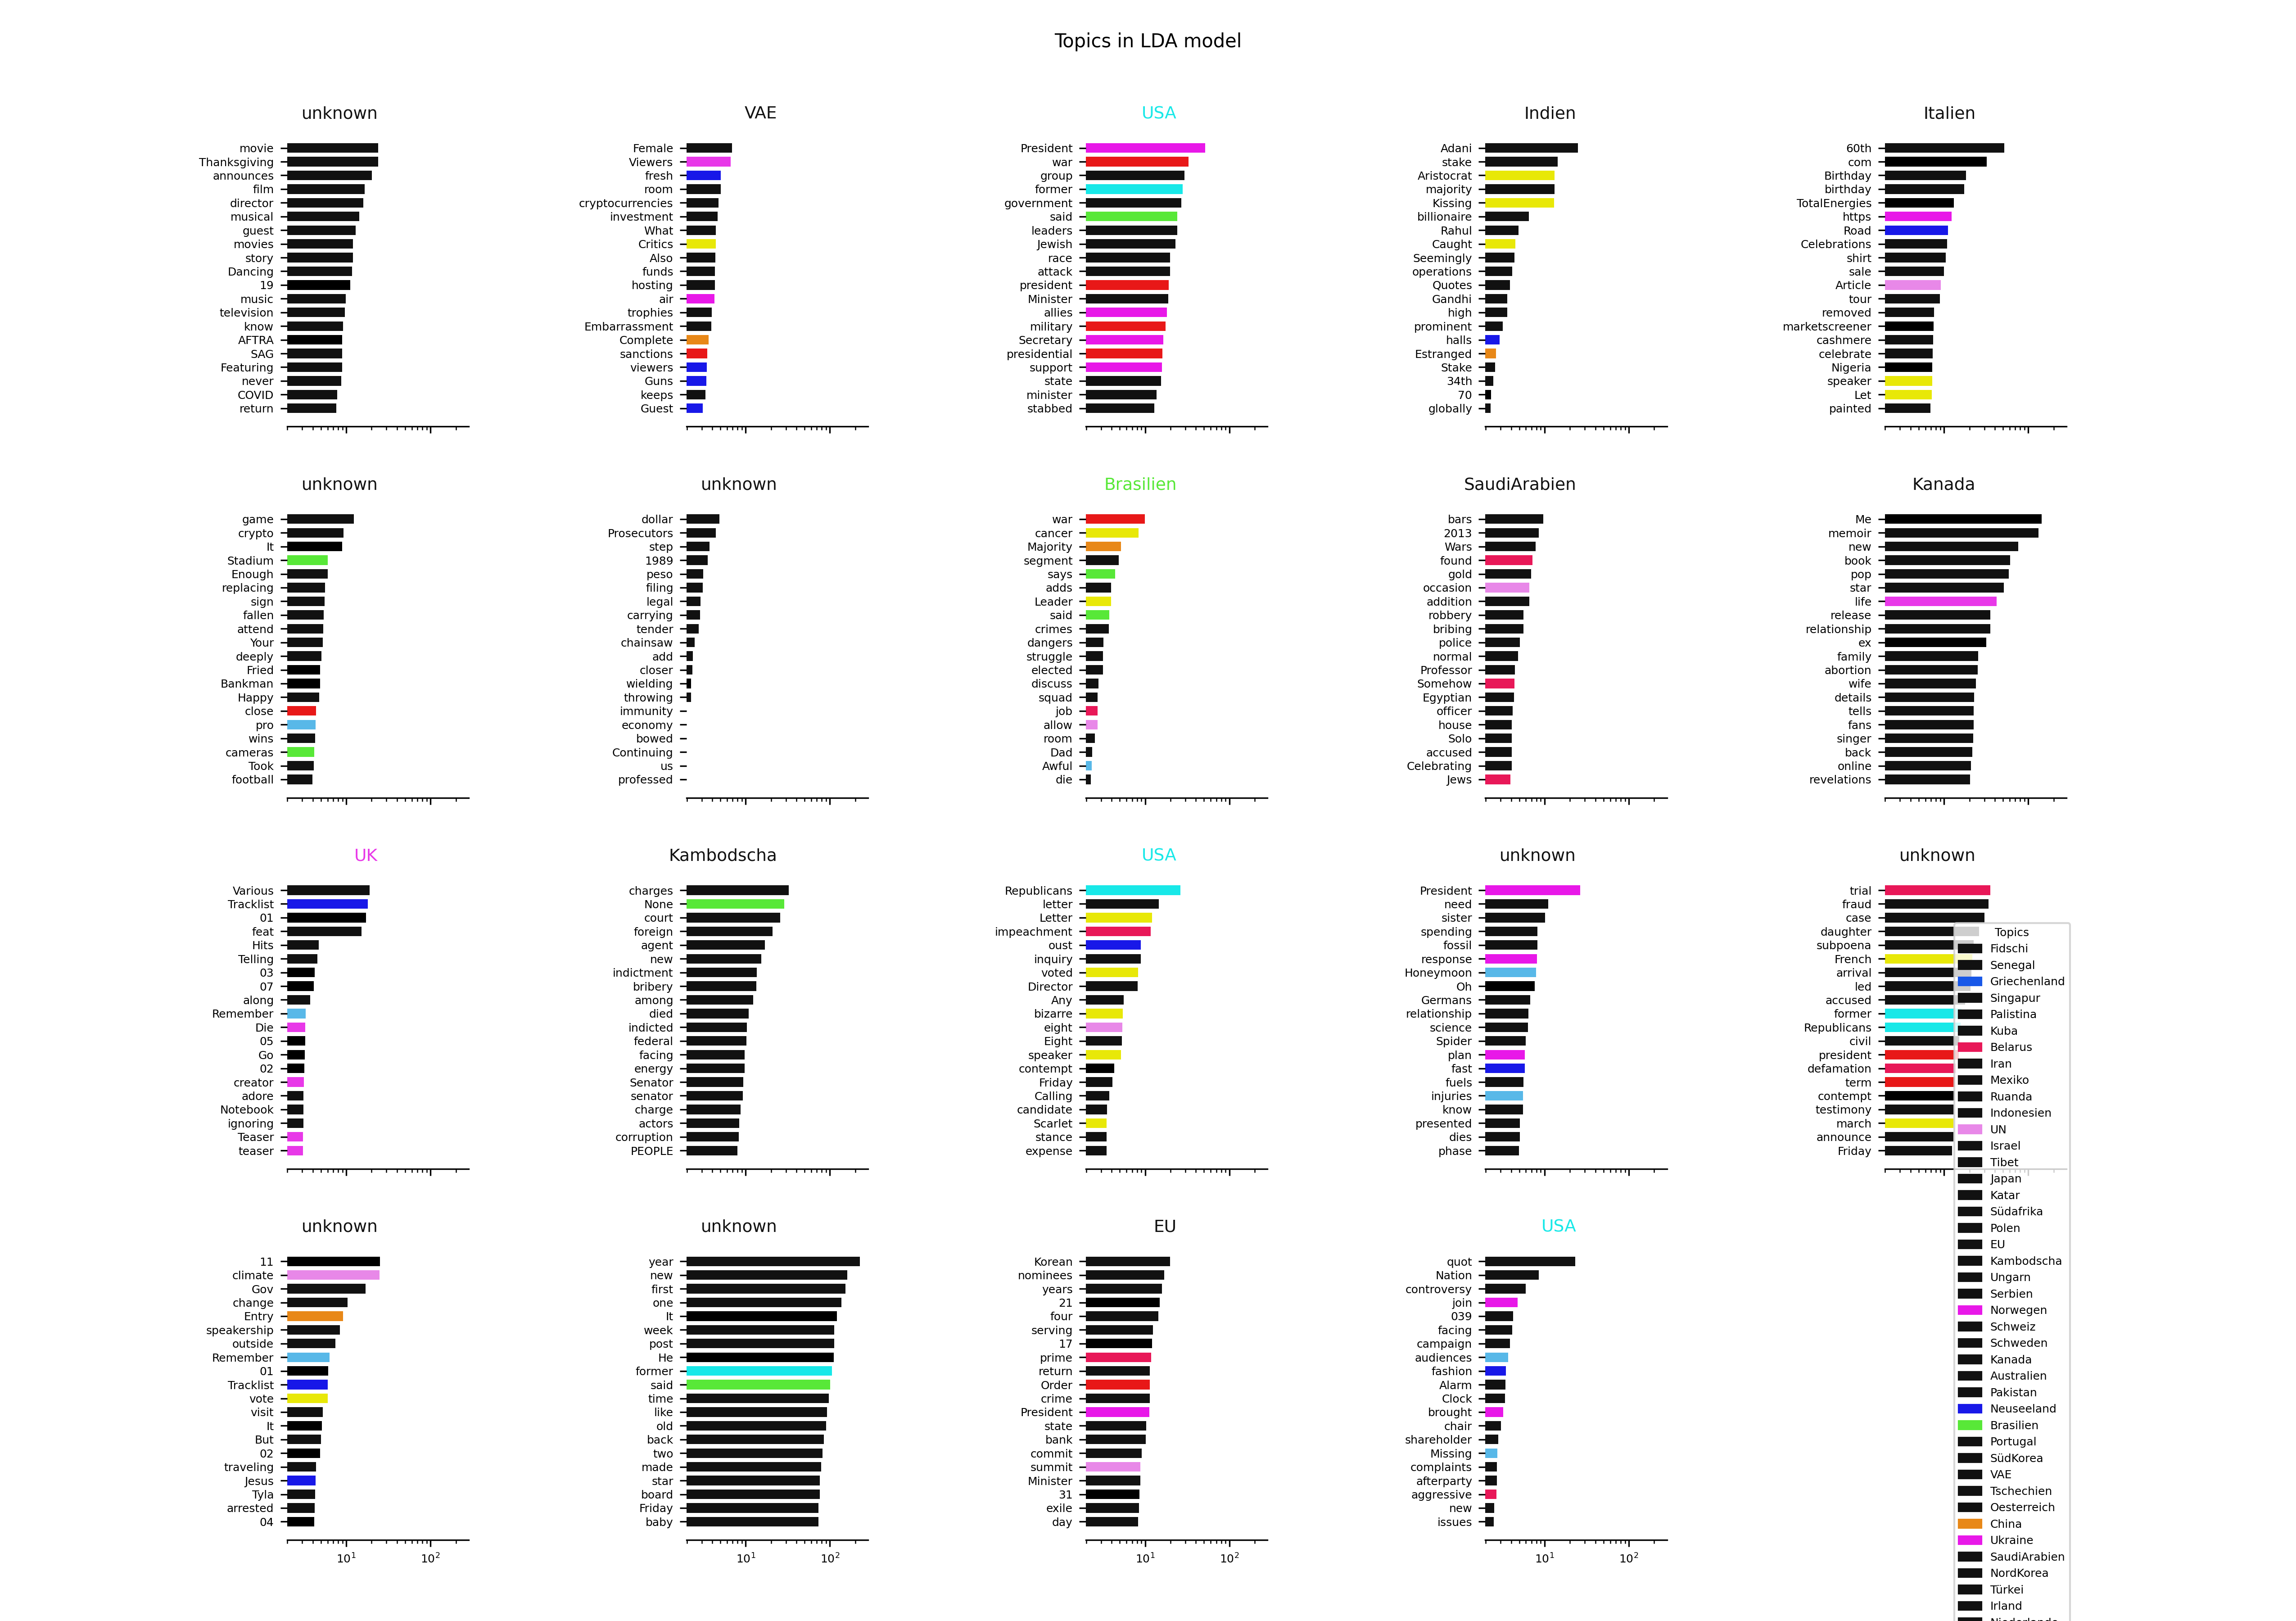 Topics in LDA model
unknown
movie
Thanksgiving
announces
film
director
musical
guest
movies
story
Dancing
19
music
television
know
AFTRA
SAG
Featuring
never
COVID
return
VAE
Female
Viewers
fresh
room
cryptocurrencies
investment
What
Critics
Also
funds
hosting
air
trophies
Embarrassment
Complete
sanctions
viewers
Guns
keeps
Guest
USA
President
war
group
former
government
said
leaders
Jewish
race
attack
president
Minister
allies
military
Secretary
presidential
support
state
minister
stabbed
Indien
Adani
stake
Aristocrat
majority
Kissing
billionaire
Rahul
Caught
Seemingly
operations
Quotes
Gandhi
high
prominent
halls
Estranged
Stake
34th
70
globally
Italien
60th
com
Birthday
birthday
TotalEnergies
https
Road
Celebrations
shirt
sale
Article
tour
removed
marketscreener
cashmere
celebrate
Nigeria
speaker
Let
painted
unknown
game
crypto
It
Stadium
Enough
replacing
sign
fallen
attend
Your
deeply
Fried
Bankman
Happy
close
pro
wins
cameras
Took
football
unknown
dollar
Prosecutors
step
1989
peso
filing
legal
carrying
tender
chainsaw
add
closer
wielding
throwing
immunity
economy
bowed
Continuing
us
professed
Brasilien
war
cancer
Majority
segment
says
adds
Leader
said
crimes
dangers
struggle
elected
discuss
squad
job
allow
room
Dad
Awful
die
SaudiArabien
bars
2013
Wars
found
gold
occasion
addition
robbery
bribing
police
normal
Professor
Somehow
Egyptian
officer
house
Solo
accused
Celebrating
Jews
Kanada
Me
memoir
new
book
pop
star
life
release
relationship
ex
family
abortion
wife
details
tells
fans
singer
back
online
revelations
UK
Various
Tracklist
01
feat
Hits
Telling
03
07
along
Remember
Die
05
Go
02
creator
adore
Notebook
ignoring
Teaser
teaser
Kambodscha
charges
None
court
foreign
agent
new
indictment
bribery
among
died
indicted
federal
facing
energy
Senator
senator
charge
actors
corruption
PEOPLE
USA
Republicans
letter
Letter
impeachment
oust
inquiry
voted
Director
Any
bizarre
eight
Eight
speaker
contempt
Friday
Calling
candidate
Scarlet
stance
expense
unknown
President
need
sister
spending
fossil
response
Honeymoon
Oh
Germans
relationship
science
Spider
plan
fast
fuels
injuries
know
presented
dies
phase
unknown
trial
fraud
case
daughter
subpoena
French
arrival
led
accused
former
Republicans
civil
president
defamation
term
contempt
testimony
march
announce
Friday
unknown
11
climate
Gov
change
Entry
speakership
outside
Remember
01
Tracklist
vote
visit
It
But
02
traveling
Jesus
Tyla
arrested
04
10¹
10²
unknown
year
new
first
one
It
week
post
He
former
said
time
like
old
back
two
made
star
board
Friday
baby
10¹
10²
EU
Korean
nominees
years
21
four
serving
17
prime
return
Order
crime
President
state
bank
commit
summit
Minister
31
exile
day
10¹
10²
USA
quot
Nation
controversy
join
039
facing
campaign
audiences
fashion
Alarm
Clock
brought
chair
shareholder
Missing
complaints
afterparty
aggressive
new
issues
10¹
10²
Topics
Fidschi
Senegal
Griechenland
Singapur
Palistina
Kuba
Belarus
Iran
Mexiko
Ruanda
Indonesien
UN
Israel
Tibet
Japan
Katar
Südafrika
Polen
EU
Kambodscha
Ungarn
Serbien
Norwegen
Schweiz
Schweden
Kanada
Australien
Pakistan
Neuseeland
Brasilien
Portugal
SüdKorea
VAE
Tschechien
Oesterreich
China
Ukraine
SaudiArabien
NordKorea
Türkei
Irland